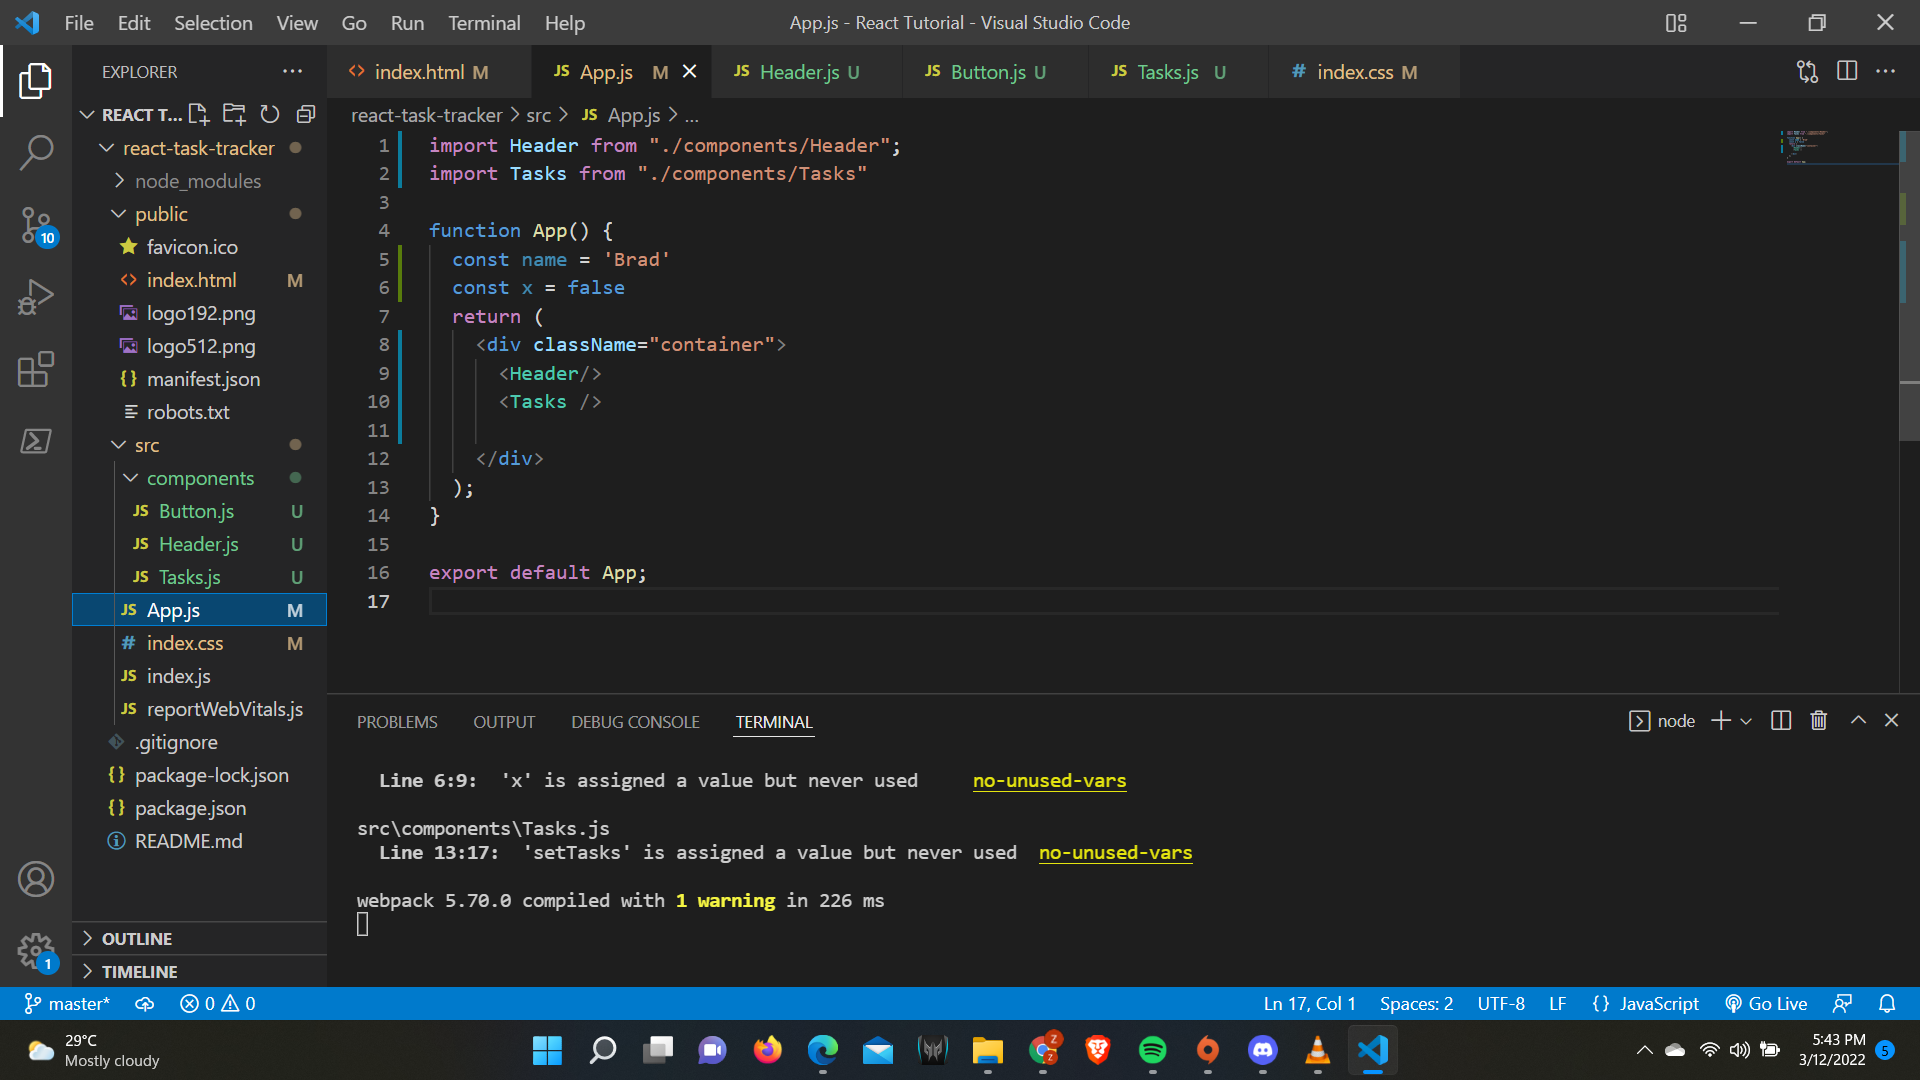 File Edit Selection View Go Run Terminal Help
App.js - React Tutorial - Visual Studio Code
EXPLORER
REACT T...
react-task-tracker
node_modules
public
favicon.ico
index.html M
logo192.png
logo512.png
manifest.json
robots.txt
src
components
Button.js U
Header.js U
Tasks.js U
App.js M
index.css M
index.js
reportWebVitals.js
.gitignore
package-lock.json
package.json
README.md
OUTLINE
TIMELINE
10
1
index.html M JS App.js M JS Header.js U JS Button.js U JS Tasks.js U # index.css M
react-task-tracker > src > JS App.js > ...
1 import Header from "./components/Header";
2 import Tasks from "./components/Tasks"
3
4 function App() {
5 const name = 'Brad'
6 const x = false
7 return (
8 <div className="container">
9 <Header/>
10 <Tasks />
11
12 </div>
13 );
14 }
15
16 export default App;
17
PROBLEMS OUTPUT DEBUG CONSOLE TERMINAL
node
Line 6:9: 'x' is assigned a value but never used no-unused-vars
src\components\Tasks.js
Line 13:17: 'setTasks' is assigned a value but never used no-unused-vars
webpack 5.70.0 compiled with 1 warning in 226 ms
master* 0 0 Ln 17, Col 1 Spaces: 2 UTF-8 LF {} JavaScript Go Live
29°C
Mostly cloudy
5:43 PM
3/12/2022
5